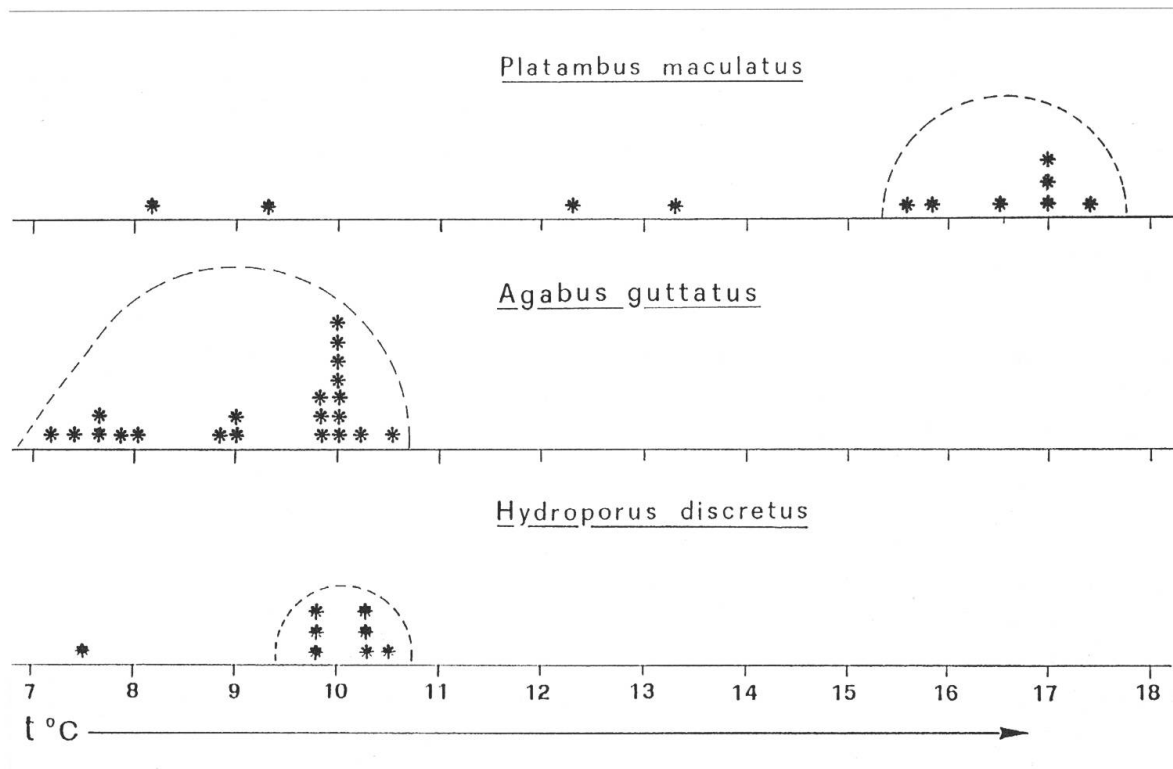 Platambus maculatus
Agabus guttatus
Hydroporus discretus
7 8 9 10 11 12 13 14 15 16 17 18
t °C